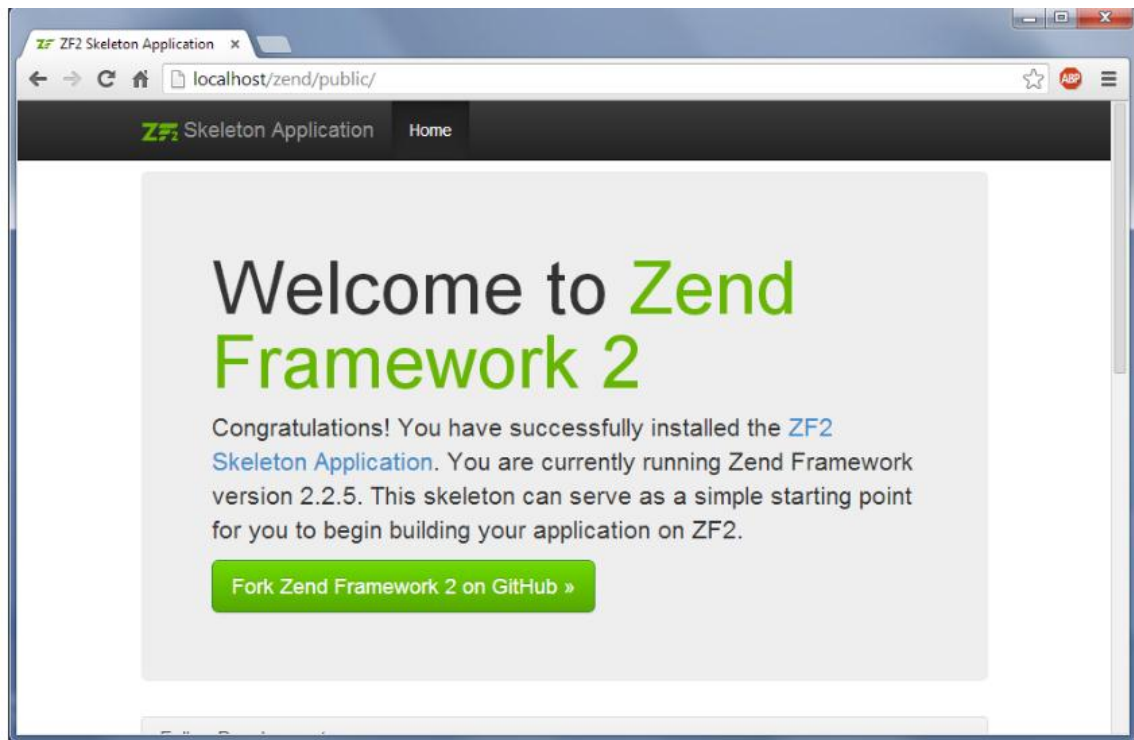 ZF2 Skeleton Application
localhost/zend/public/
ABP
ZF2 Skeleton Application Home
Welcome to Zend
Framework 2
Congratulations! You have successfully installed the ZF2
Skeleton Application. You are currently running Zend Framework
version 2.2.5. This skeleton can serve as a simple starting point
for you to begin building your application on ZF2.
Fork Zend Framework 2 on GitHub »